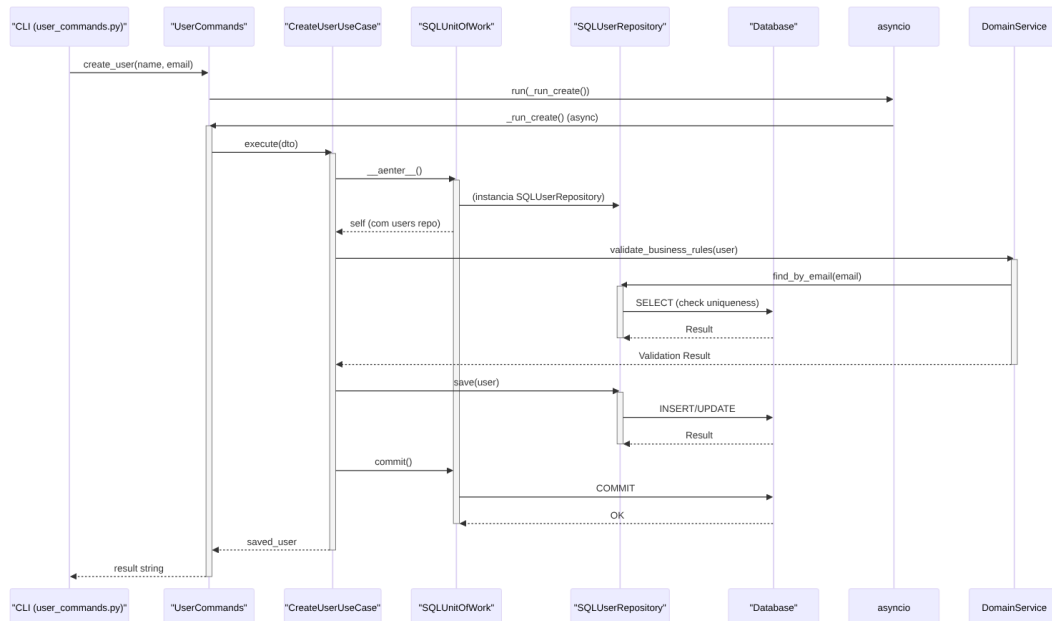 "CLI (user_commands.py)"
"UserCommands"
"CreateUserUseCase"
"SQLUnitOfWork"
"SQLUserRepository"
"Database"
asyncio
DomainService
create_user(name, email)
run(_run_create())
_run_create() (async)
execute(dto)
__aenter__()
(instancia SQLUserRepository)
self (com users repo)
validate_business_rules(user)
find_by_email(email)
SELECT (check uniqueness)
Result
Validation Result
save(user)
INSERT/UPDATE
Result
commit()
COMMIT
OK
saved_user
result string
"CLI (user_commands.py)"
"UserCommands"
"CreateUserUseCase"
"SQLUnitOfWork"
"SQLUserRepository"
"Database"
asyncio
DomainService